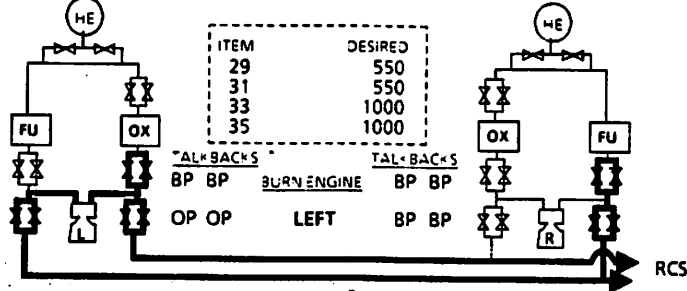 HE
HE
ITEM DESIRED
29 550
31 550
33 1000
35 1000
FU OX
OX FU
TALKBACKS TALKBACKS
BP BP BURN ENGINE BP BP
OP OP LEFT BP BP
L R
RCS